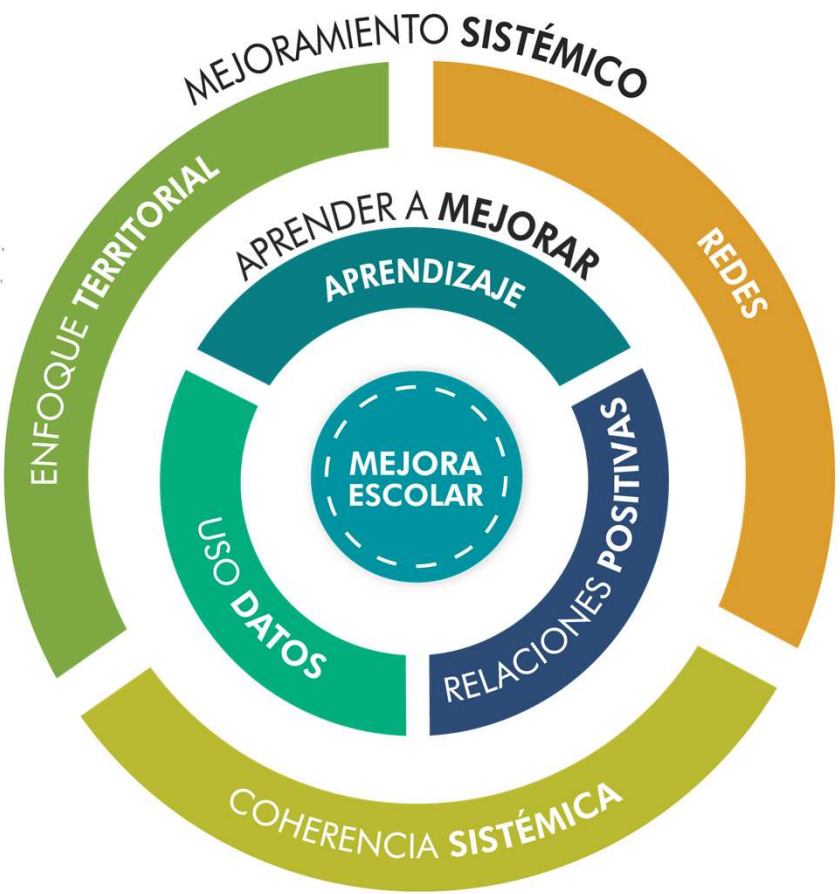 MEJORAMIENTO SISTÉMICO
ENFOQUE TERRITORIAL
REDES
APRENDER A MEJORAR
APRENDIZAJE
MEJORA
ESCOLAR
USO DATOS
RELACIONES POSITIVAS
COHERENCIA SISTÉMICA